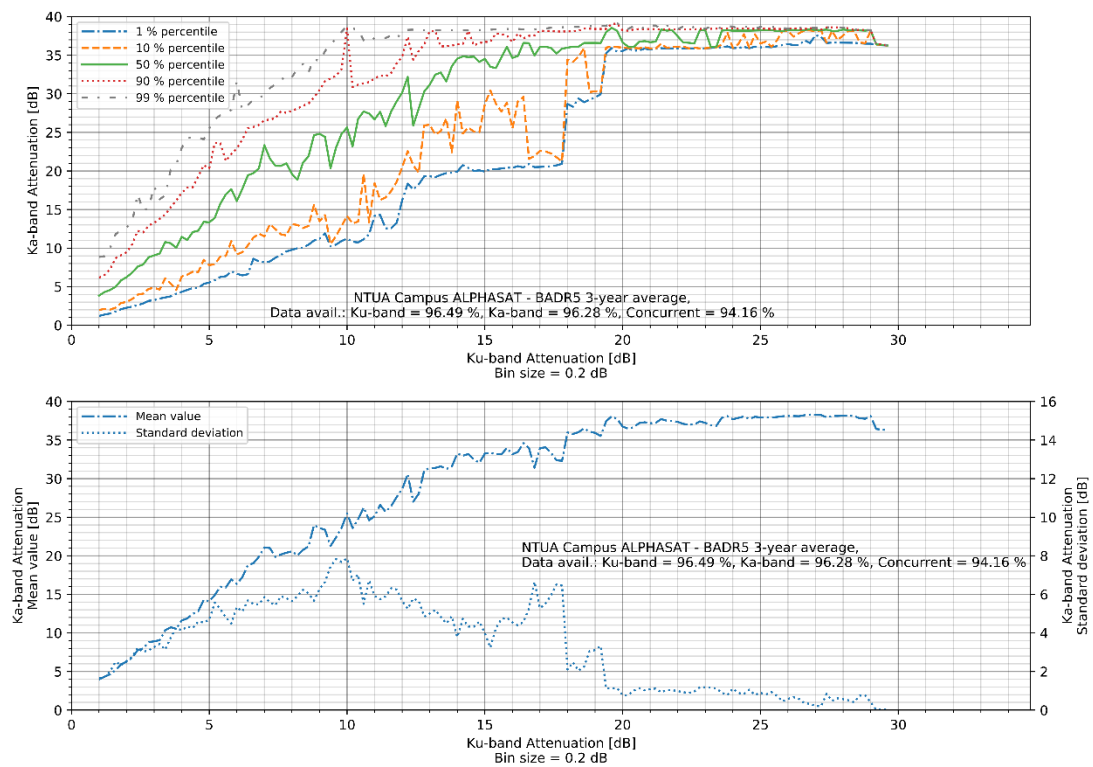 40
35
30
25
20
15
10
5
0
Ka-band Attenuation [dB]
1 % percentile
10 % percentile
50 % percentile
90 % percentile
99 % percentile
NTUA Campus ALPHASAT - BADR5 3-year average,
Data avail.: Ku-band = 96.49 %, Ka-band = 96.28 %, Concurrent = 94.16 %
0 5 10 15 20 25 30
Ku-band Attenuation [dB]
Bin size = 0.2 dB
40
35
30
25
20
15
10
5
0
Ka-band Attenuation
Mean value [dB]
Mean value
Standard deviation
NTUA Campus ALPHASAT - BADR5 3-year average,
Data avail.: Ku-band = 96.49 %, Ka-band = 96.28 %, Concurrent = 94.16 %
16
14
12
10
8
6
4
2
0
Ka-band Attenuation
Standard deviation [dB]
0 5 10 15 20 25 30
Ku-band Attenuation [dB]
Bin size = 0.2 dB